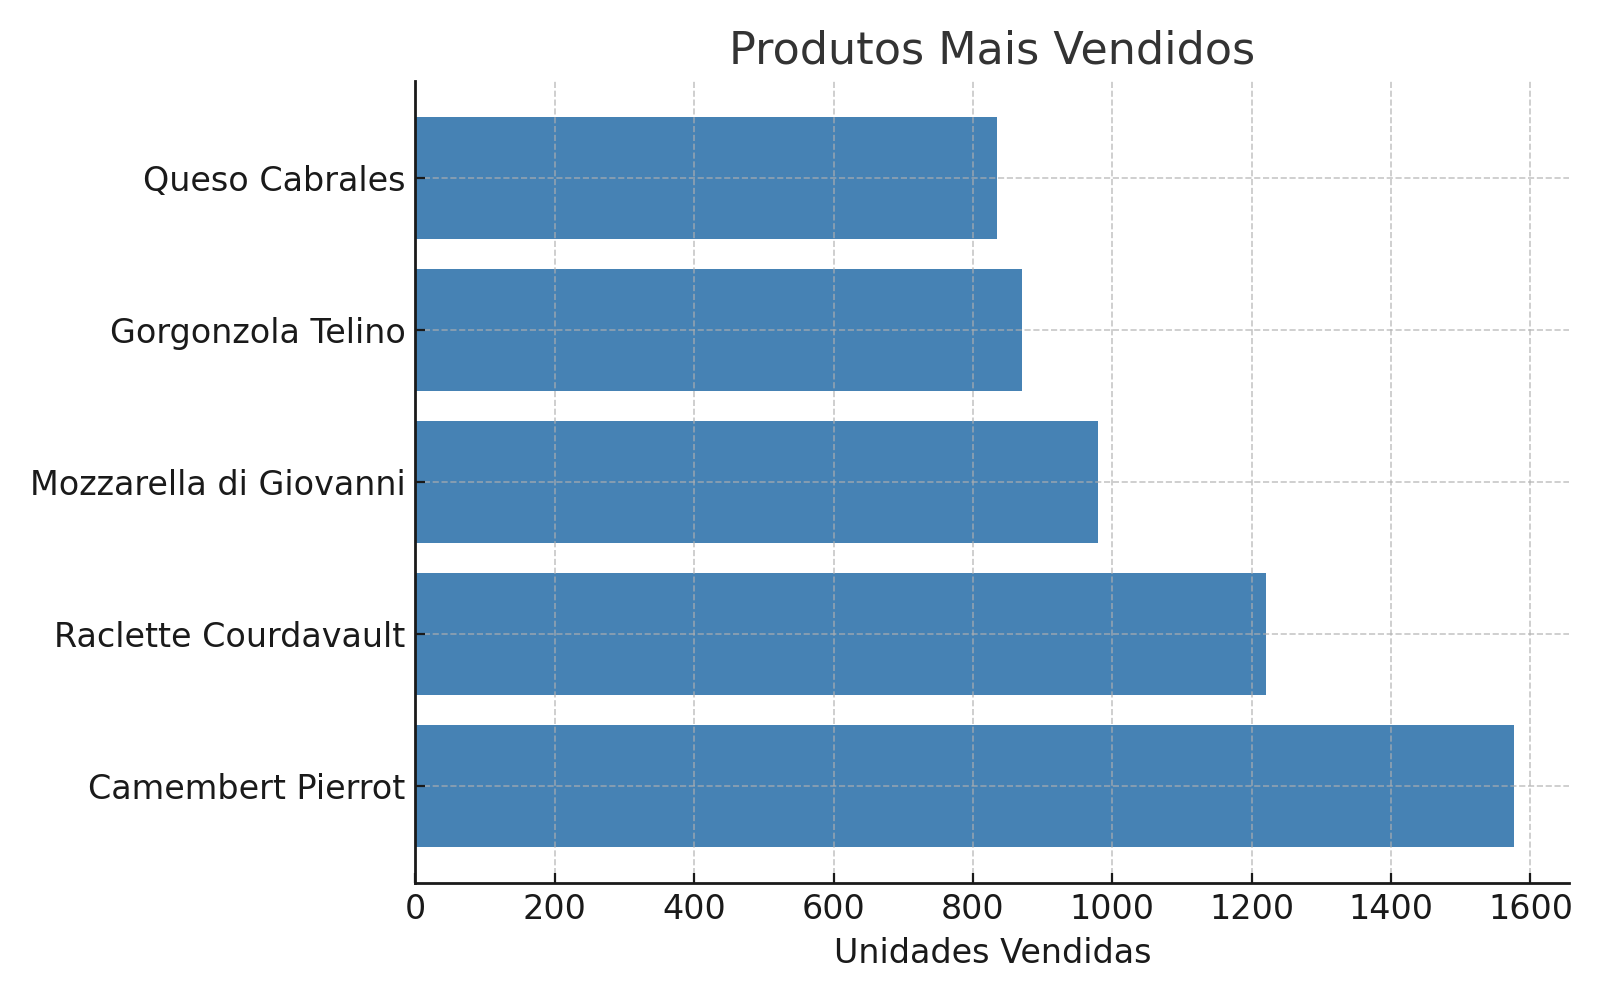 Produtos Mais Vendidos
Queso Cabrales
Gorgonzola Telino
Mozzarella di Giovanni
Raclette Courdavault
Camembert Pierrot
0 200 400 600 800 1000 1200 1400 1600
Unidades Vendidas